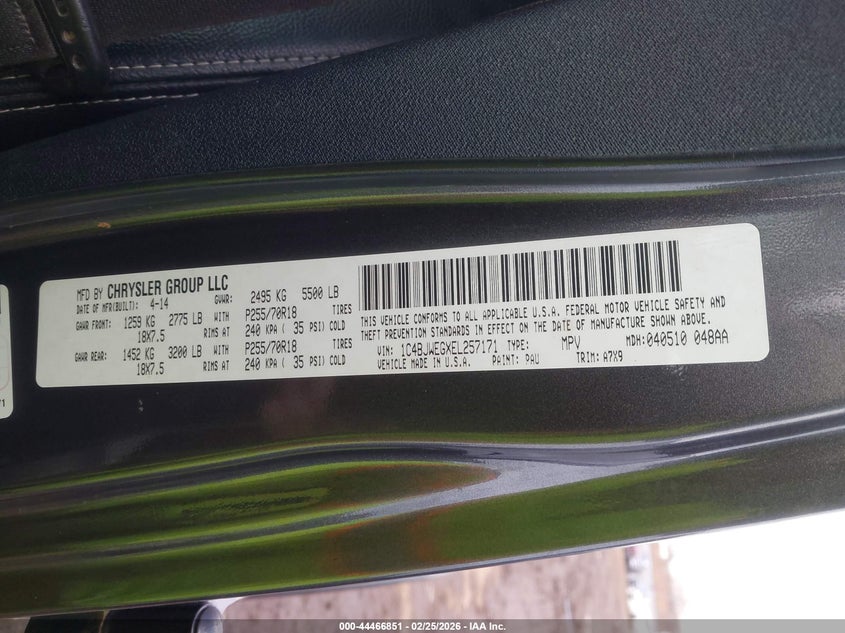 MFD BY CHRYSLER GROUP LLC
DATE OF MFR(BUILT): 4-14 GVWR: 2495 KG 5500 LB
GAWR FRONT: 1259 KG 2775 LB WITH P255/70R18 TIRES
18X7.5 RIMS AT 240 KPA ( 35 PSI) COLD
GAWR REAR: 1452 KG 3200 LB WITH P255/70R18 TIRES
18X7.5 RIMS AT 240 KPA ( 35 PSI) COLD
THIS VEHICLE CONFORMS TO ALL APPLICABLE U.S.A. FEDERAL MOTOR VEHICLE SAFETY AND
THEFT PREVENTION STANDARDS IN EFFECT ON THE DATE OF MANUFACTURE SHOWN ABOVE.
VIN: 1C4BJWEGXEL257171 TYPE: MPV MDH: 040510 048AA
VEHICLE MADE IN U.S.A. PAINT: PAU TRIM: A7X9
71
000-44466851 - 02/25/2026 - IAA Inc.